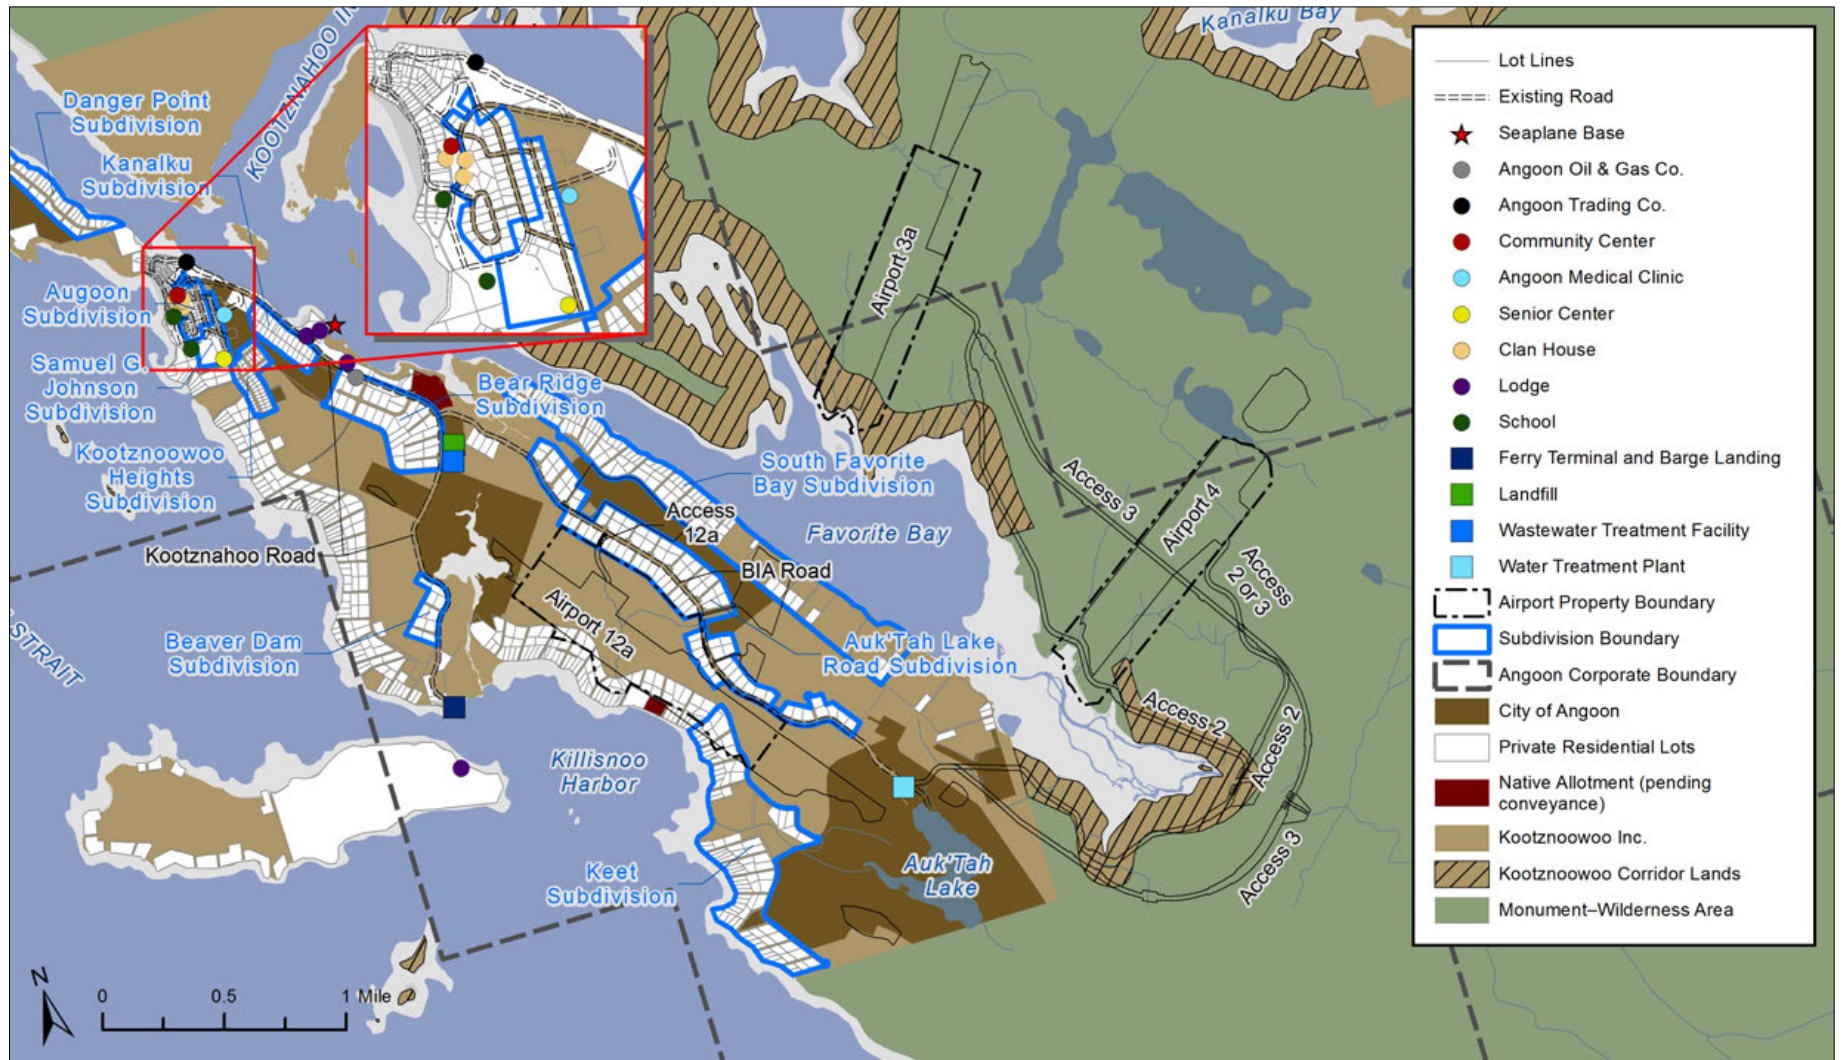 Kanalku Bay
KOOTZNAHOO IN
Danger Point
Subdivision
Kanalku
Subdivision
Augoon
Subdivision
Samuel G.
Johnson
Subdivision
Kootznoowoo
Heights
Subdivision
Bear Ridge
Subdivision
South Favorite
Bay Subdivision
Favorite Bay
Airport 3a
Access 3
Airport 4
Access
2 or 3
Access
12a
Kootznahoo Road
BIA Road
Airport 12a
Beaver Dam
Subdivision
Auk'Tah Lake
Road Subdivision
STRAIT
Access 2
Access 2
Killisnoo
Harbor
Keet
Subdivision
Auk'Tah
Lake
Access 3
N
0 0.5 1 Mile
Lot Lines
Existing Road
Seaplane Base
Angoon Oil & Gas Co.
Angoon Trading Co.
Community Center
Angoon Medical Clinic
Senior Center
Clan House
Lodge
School
Ferry Terminal and Barge Landing
Landfill
Wastewater Treatment Facility
Water Treatment Plant
Airport Property Boundary
Subdivision Boundary
Angoon Corporate Boundary
City of Angoon
Private Residential Lots
Native Allotment (pending
conveyance)
Kootznoowoo Inc.
Kootznoowoo Corridor Lands
Monument–Wilderness Area